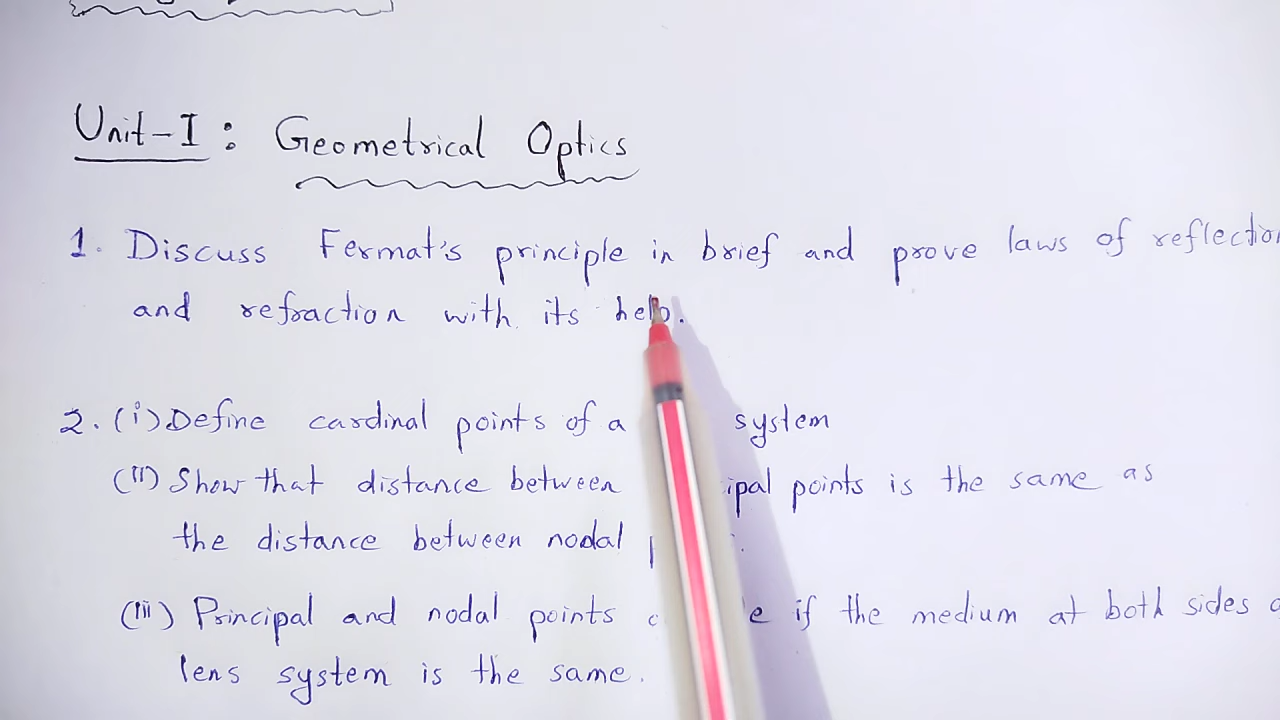 Unit-I: Geometrical Optics
1. Discuss Fermat's principle in brief and prove laws of reflection
and refraction with its help.
2. (i) Define cardinal points of a system
(ii) Show that distance between ipal points is the same as
the distance between nodal
(iii) Principal and nodal points if the medium at both sides
lens system is the same.